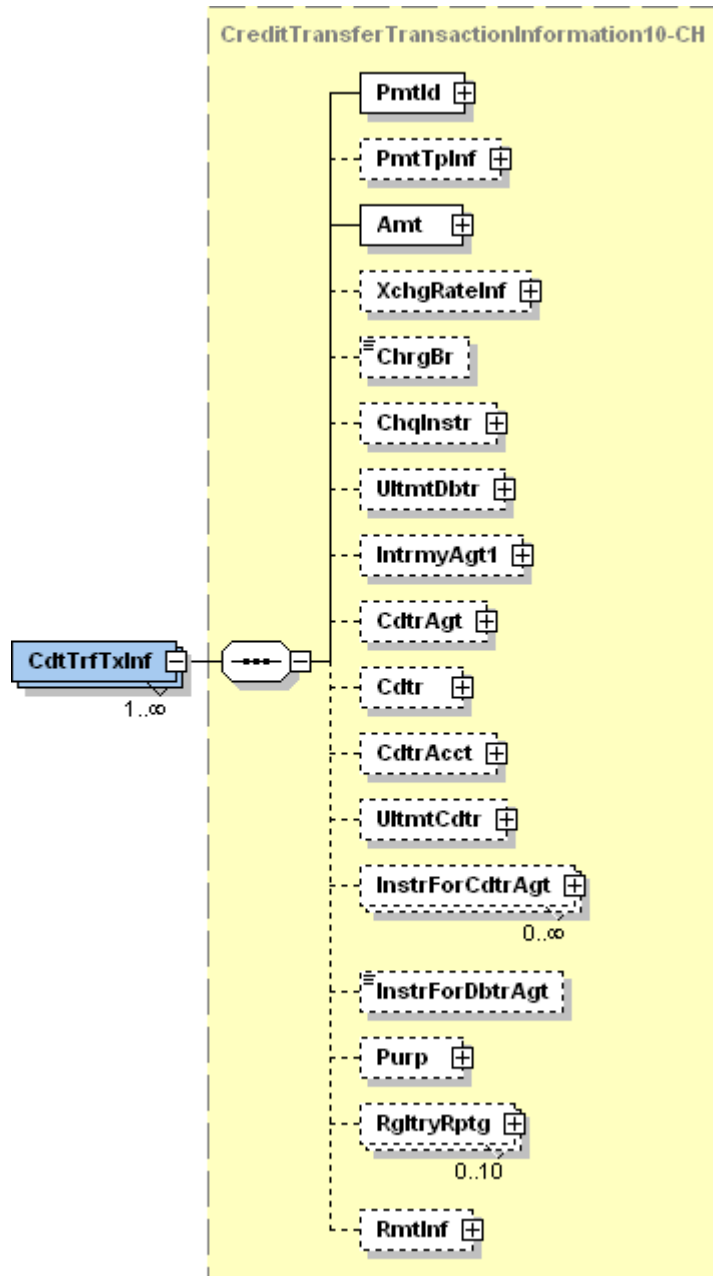 CreditTransferTransactionInformation10-CH
PmtId
PmtTpInf
Amt
XchgRateInf
ChrgBr
ChqInstr
UltmtDbtr
IntrmyAgt1
CdtrAgt
CdtTrfTxInf
1..∞
Cdtr
CdtrAcct
UltmtCdtr
InstrForCdtrAgt
0..∞
InstrForDbtrAgt
Purp
RgltryRptg
0..10
RmtInf